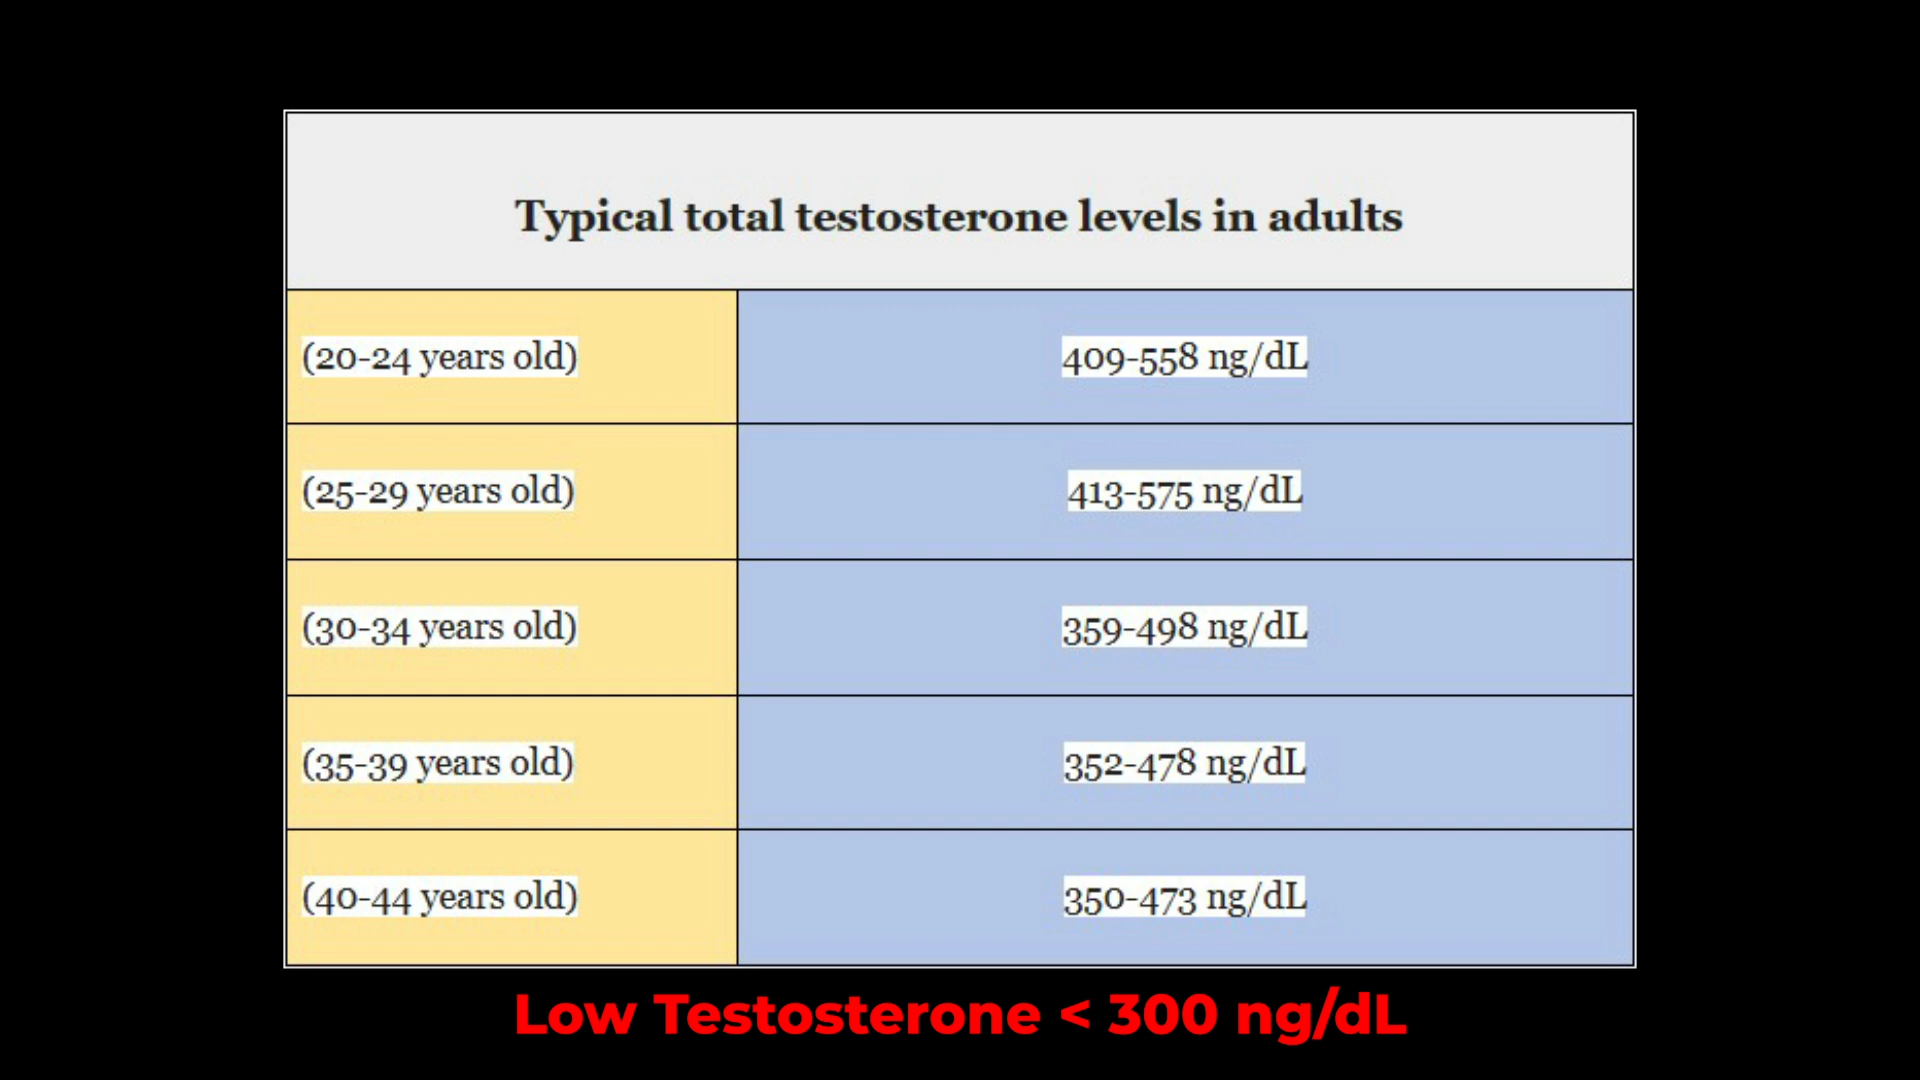 Typical total testosterone levels in adults
(20-24 years old) 409-558 ng/dL
(25-29 years old) 413-575 ng/dL
(30-34 years old) 359-498 ng/dL
(35-39 years old) 352-478 ng/dL
(40-44 years old) 350-473 ng/dL
Low Testosterone < 300 ng/dL